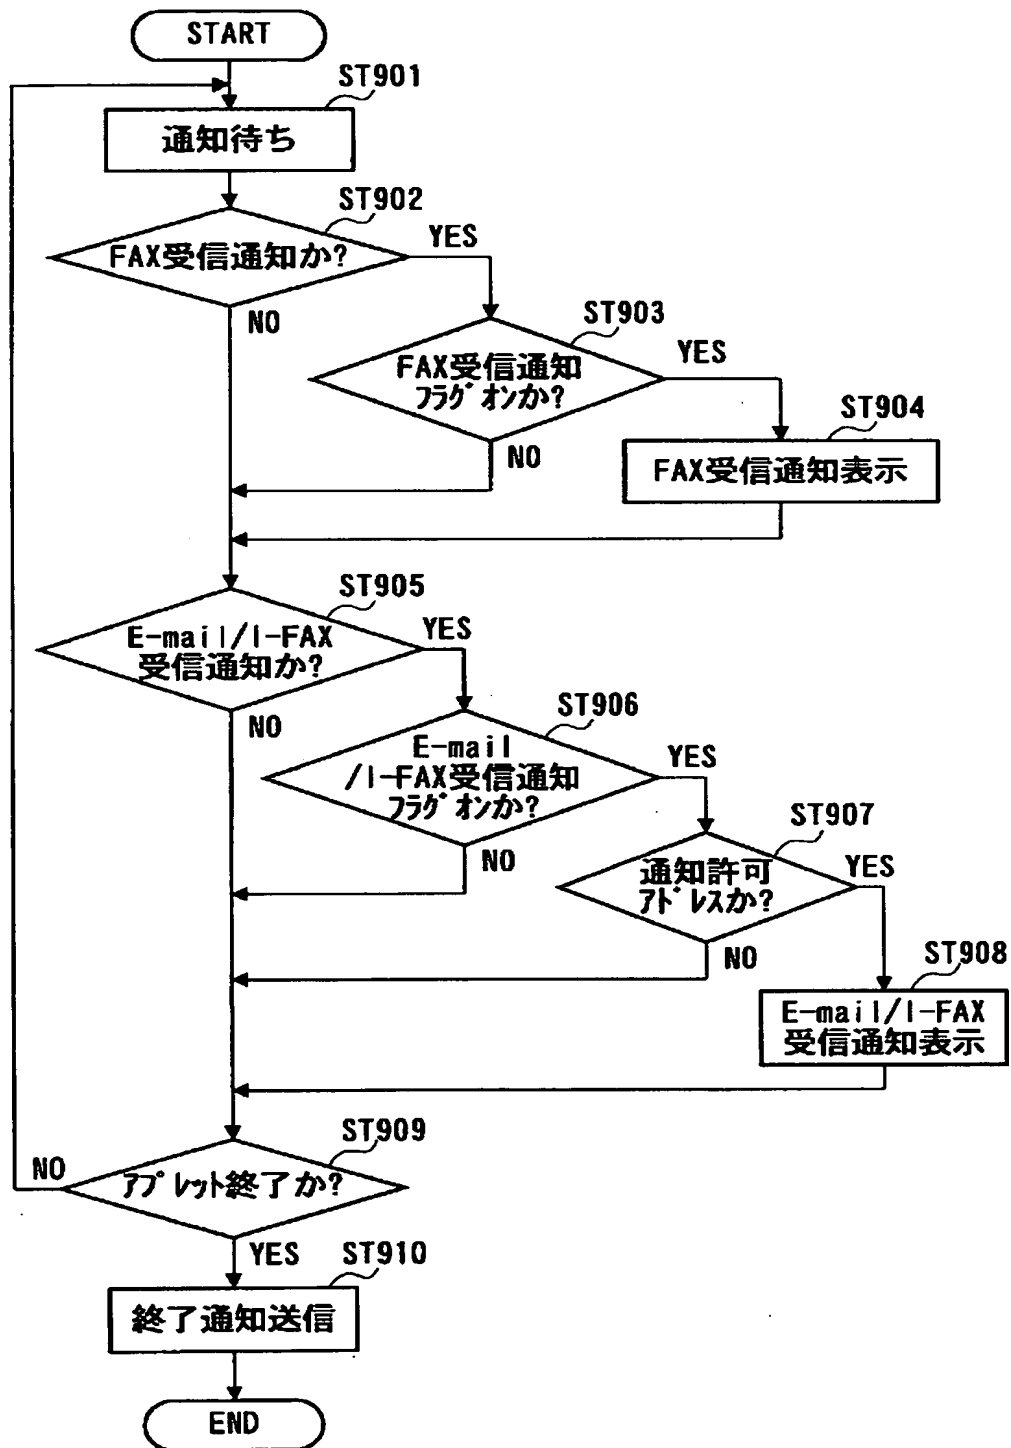 START
ST901
通知待ち
ST902
FAX受信通知か?
YES
NO
ST903
FAX受信通知
フラグオンか?
YES
NO
ST904
FAX受信通知表示
ST905
E-mail/I-FAX
受信通知か?
YES
NO
ST906
E-mail
/I-FAX受信通知
フラグオンか?
YES
NO
ST907
通知許可
アドレスか?
YES
NO
ST908
E-mail/I-FAX
受信通知表示
ST909
アプレット終了か?
NO
YES
ST910
終了通知送信
END